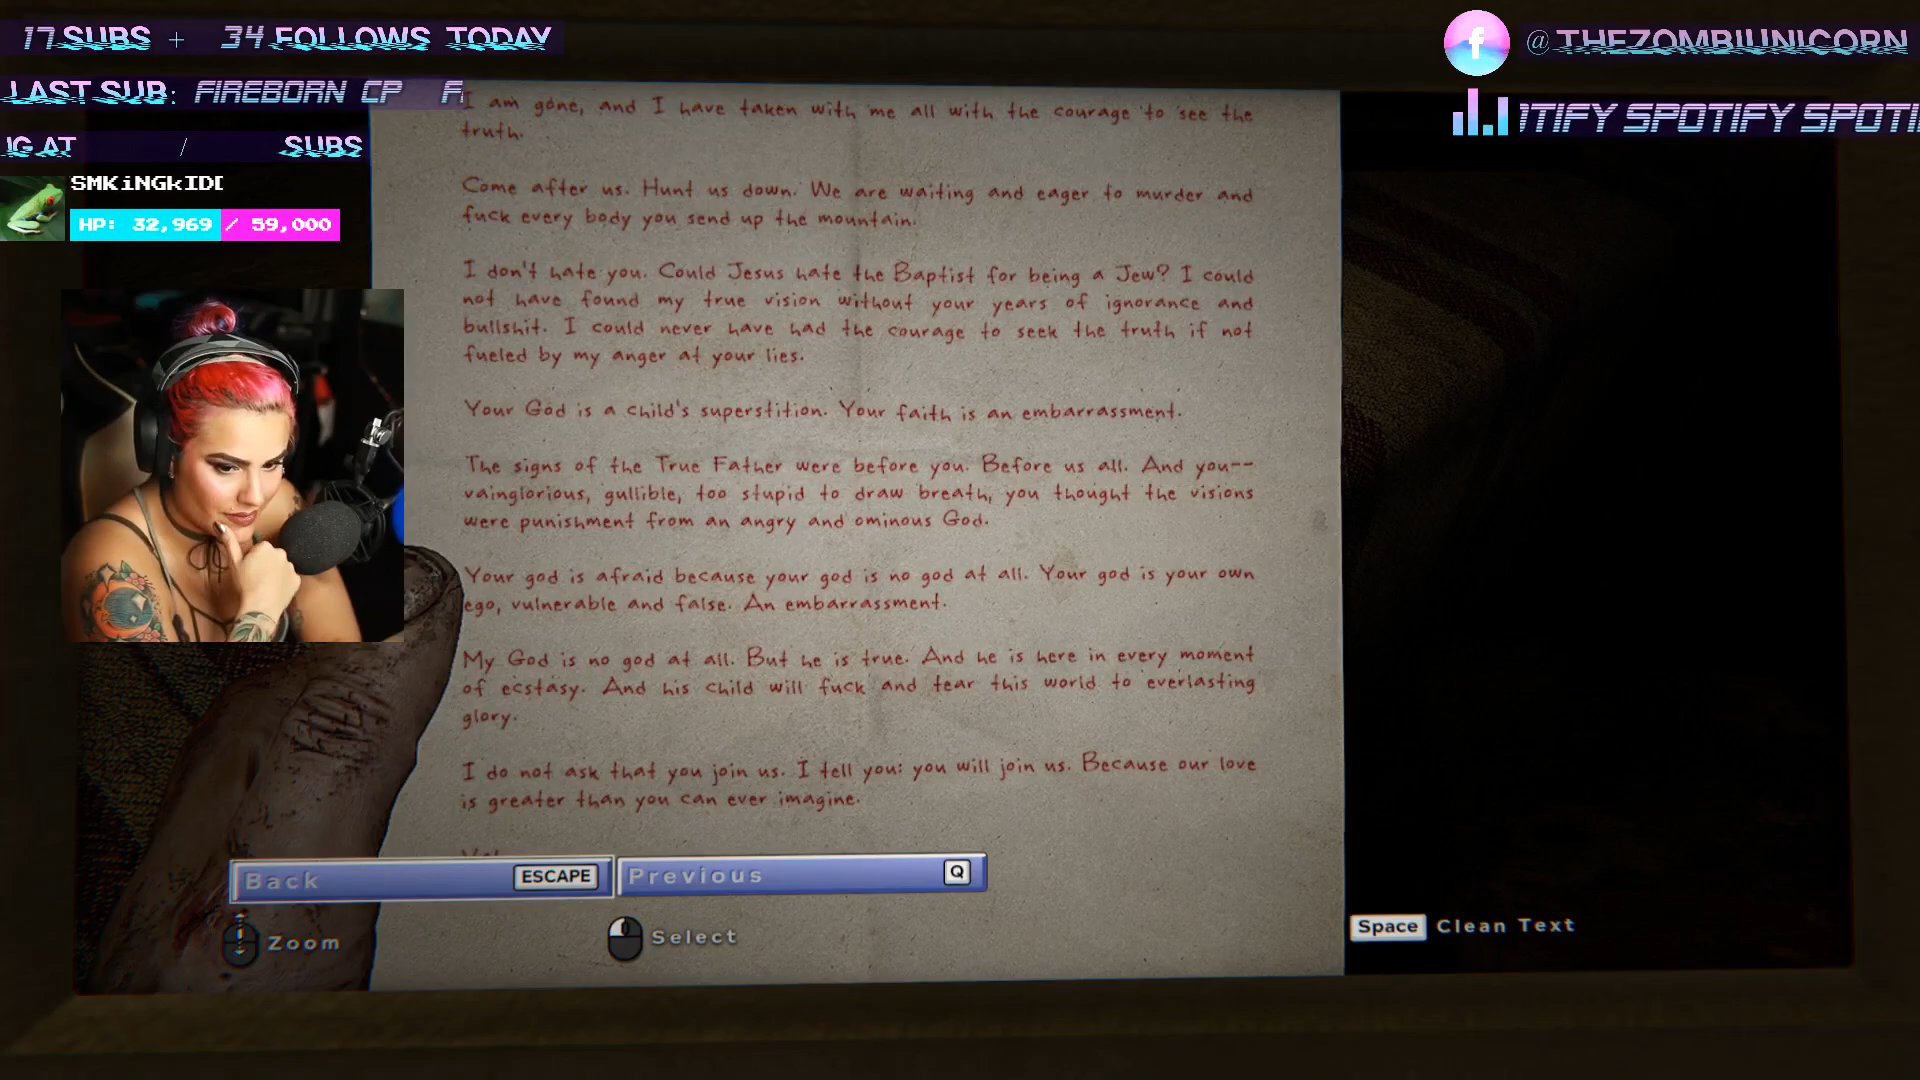 17 SUBS + 34 FOLLOWS TODAY
@THEZOMBIUNICORN
LAST SUB: FIREBORN CP F
TIFY SPOTIFY SPOTI
IG AT / SUBS
SMKiNGkID
HP: 32,969 / 59,000
I am gone, and I have taken with me all with the courage to see the
truth.
Come after us. Hunt us down. We are waiting and eager to murder and
fuck every body you send up the mountain.
I don't hate you. Could Jesus hate the Baptist for being a Jew? I could
not have found my true vision without your years of ignorance and
bullshit. I could never have had the courage to seek the truth if not
fueled by my anger at your lies.
Your God is a child's superstition. Your faith is an embarrassment.
The signs of the True Father were before you. Before us all. And you--
vainglorious, gullible, too stupid to draw breath, you thought the visions
were punishment from an angry and ominous God.
Your god is afraid because your god is no god at all. Your god is your own
ego, vulnerable and false. An embarrassment.
My God is no god at all. But he is true. And he is here in every moment
of ecstasy. And his child will fuck and tear this world to everlasting
glory.
I do not ask that you join us. I tell you: you will join us. Because our love
is greater than you can ever imagine.
Back ESCAPE Previous Q
Zoom Select
Space Clean Text